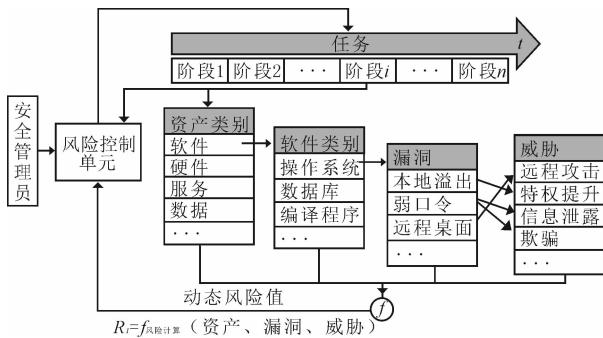 任务
t
阶段1 阶段2 ··· 阶段i ··· 阶段n
安全管理员
风险控制单元
资产类别
软件
硬件
服务
数据
···
软件类别
操作系统
数据库
编译程序
···
漏洞
本地溢出
弱口令
远程桌面
···
威胁
远程攻击
特权提升
信息泄露
欺骗
···
动态风险值
f
R_t=f风险计算（资产、漏洞、威胁）